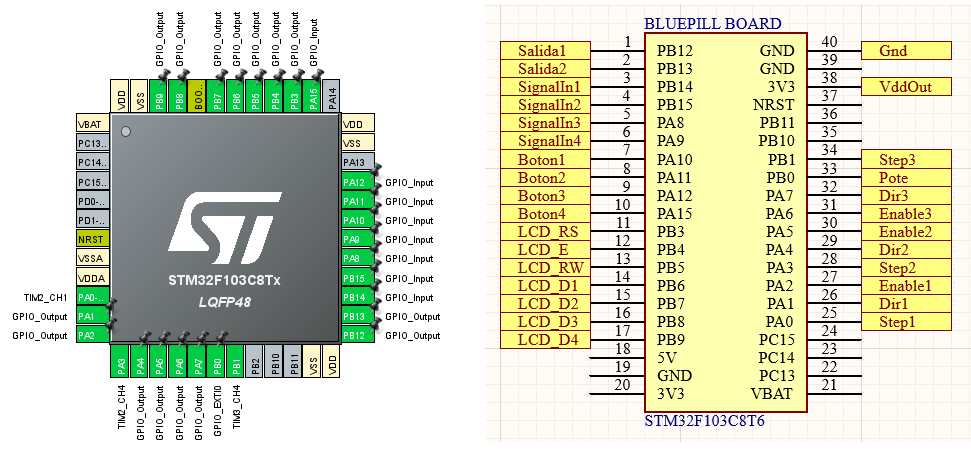 GPIO_Output
GPIO_Output
GPIO_Output
GPIO_Output
GPIO_Output
GPIO_Output
GPIO_Output
GPIO_Input
VDD
VSS
PB9
PB8
BOO..
PB7
PB6
PB5
PB4
PB3
PA15
PA14
VBAT
PC13..
PC14..
PC15..
PD0-..
PD1-..
NRST
VSSA
VDDA
TIM2_CH1 PA0-..
GPIO_Output PA1
GPIO_Output PA2
STM32F103C8Tx
LQFP48
VDD
VSS
PA13
PA12 GPIO_Input
PA11 GPIO_Input
PA10 GPIO_Input
PA9 GPIO_Input
PA8 GPIO_Input
PB15 GPIO_Input
PB14 GPIO_Input
PB13 GPIO_Output
PB12 GPIO_Output
PA3
PA4
PA5
PA6
PA7
PB0
PB1
PB2
PB10
PB11
VSS
VDD
TIM2_CH4
GPIO_Output
GPIO_Output
GPIO_Output
GPIO_Output
GPIO_EXTI0
TIM3_CH4
BLUEPILL BOARD
Salida1 1 PB12 GND 40 Gnd
Salida2 2 PB13 GND 39
SignalIn1 3 PB14 3V3 38 VddOut
SignalIn2 4 PB15 NRST 37
SignalIn3 5 PA8 PB11 36
SignalIn4 6 PA9 PB10 35
Boton1 7 PA10 PB1 34 Step3
Boton2 8 PA11 PB0 33 Pote
Boton3 9 PA12 PA7 32 Dir3
Boton4 10 PA15 PA6 31 Enable3
LCD_RS 11 PB3 PA5 30 Enable2
LCD_E 12 PB4 PA4 29 Dir2
LCD_RW 13 PB5 PA3 28 Step2
LCD_D1 14 PB6 PA2 27 Enable1
LCD_D2 15 PB7 PA1 26 Dir1
LCD_D3 16 PB8 PA0 25 Step1
LCD_D4 17 PB9 PC15 24
18 5V PC14 23
19 GND PC13 22
20 3V3 VBAT 21
STM32F103C8T6